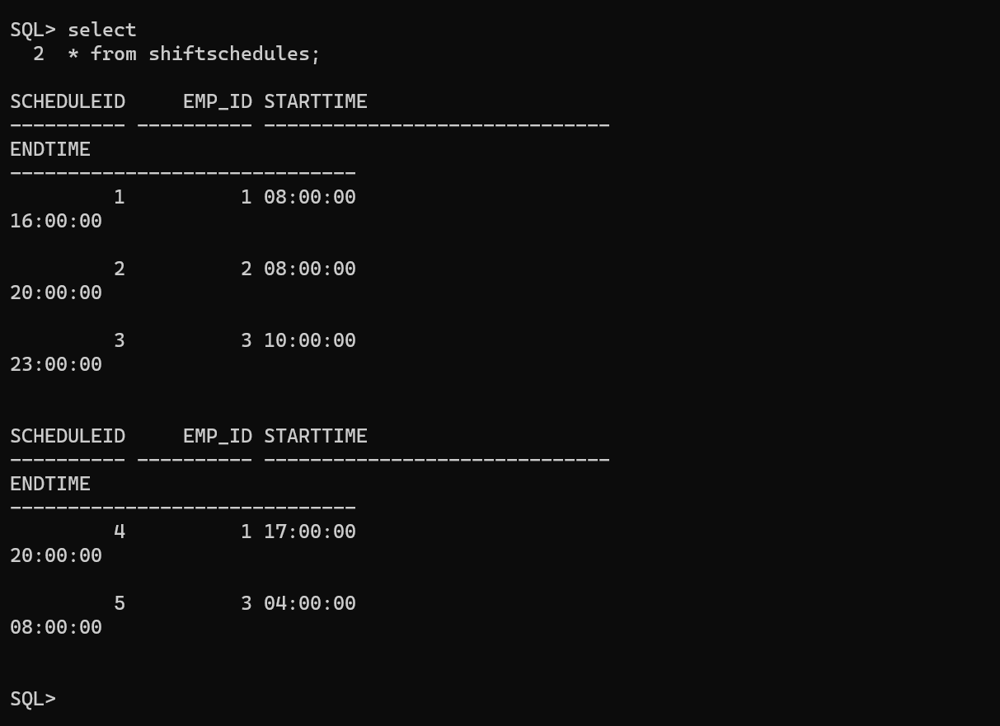 SQL> select
  2  * from shiftschedules;
SCHEDULEID     EMP_ID STARTTIME
---------- ---------- ------------------------------
ENDTIME
------------------------------
         1          1 08:00:00
16:00:00
         2          2 08:00:00
20:00:00
         3          3 10:00:00
23:00:00
SCHEDULEID     EMP_ID STARTTIME
---------- ---------- ------------------------------
ENDTIME
------------------------------
         4          1 17:00:00
20:00:00
         5          3 04:00:00
08:00:00
SQL>